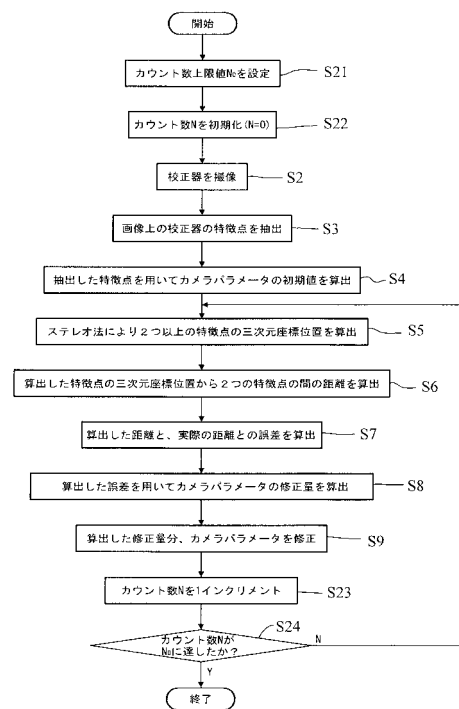 開始
カウント数上限値N₀を設定
S21
カウント数Nを初期化(N=0)
S22
校正器を撮像
S2
画像上の校正器の特徴点を抽出
S3
抽出した特徴点を用いてカメラパラメータの初期値を算出
S4
ステレオ法により2つ以上の特徴点の三次元座標位置を算出
S5
算出した特徴点の三次元座標位置から2つの特徴点の間の距離を算出
S6
算出した距離と、実際の距離との誤差を算出
S7
算出した誤差を用いてカメラパラメータの修正量を算出
S8
算出した修正量分、カメラパラメータを修正
S9
カウント数Nを1インクリメント
S23
S24
カウント数Nが
N₀に達したか?
N
Y
終了